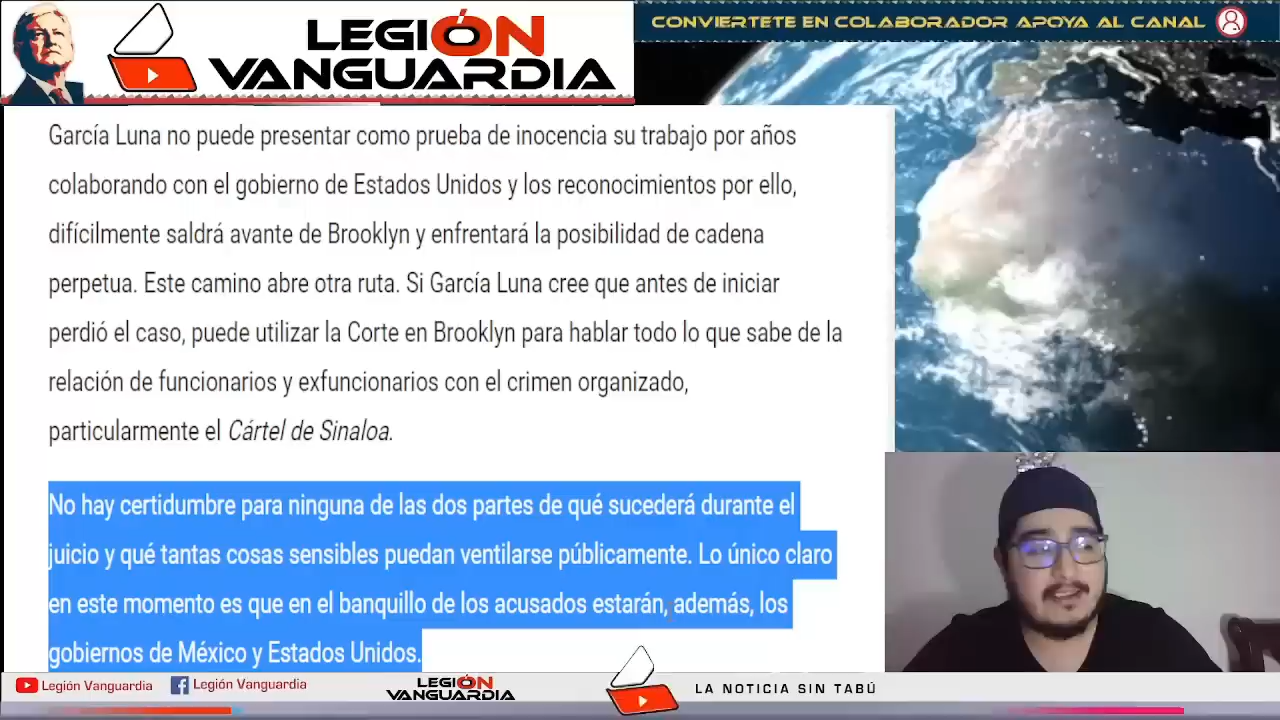 LEGIÓN
VANGUARDIA
CONVIERTETE EN COLABORADOR APOYA AL CANAL
García Luna no puede presentar como prueba de inocencia su trabajo por años
colaborando con el gobierno de Estados Unidos y los reconocimientos por ello,
difícilmente saldrá avante de Brooklyn y enfrentará la posibilidad de cadena
perpetua. Este camino abre otra ruta. Si García Luna cree que antes de iniciar
perdió el caso, puede utilizar la Corte en Brooklyn para hablar todo lo que sabe de la
relación de funcionarios y exfuncionarios con el crimen organizado,
particularmente el Cártel de Sinaloa.
No hay certidumbre para ninguna de las dos partes de qué sucederá durante el
juicio y qué tantas cosas sensibles puedan ventilarse públicamente. Lo único claro
en este momento es que en el banquillo de los acusados estarán, además, los
gobiernos de México y Estados Unidos.
Legión Vanguardia
Legión Vanguardia
LEGIÓN
VANGUARDIA
LA NOTICIA SIN TABÚ